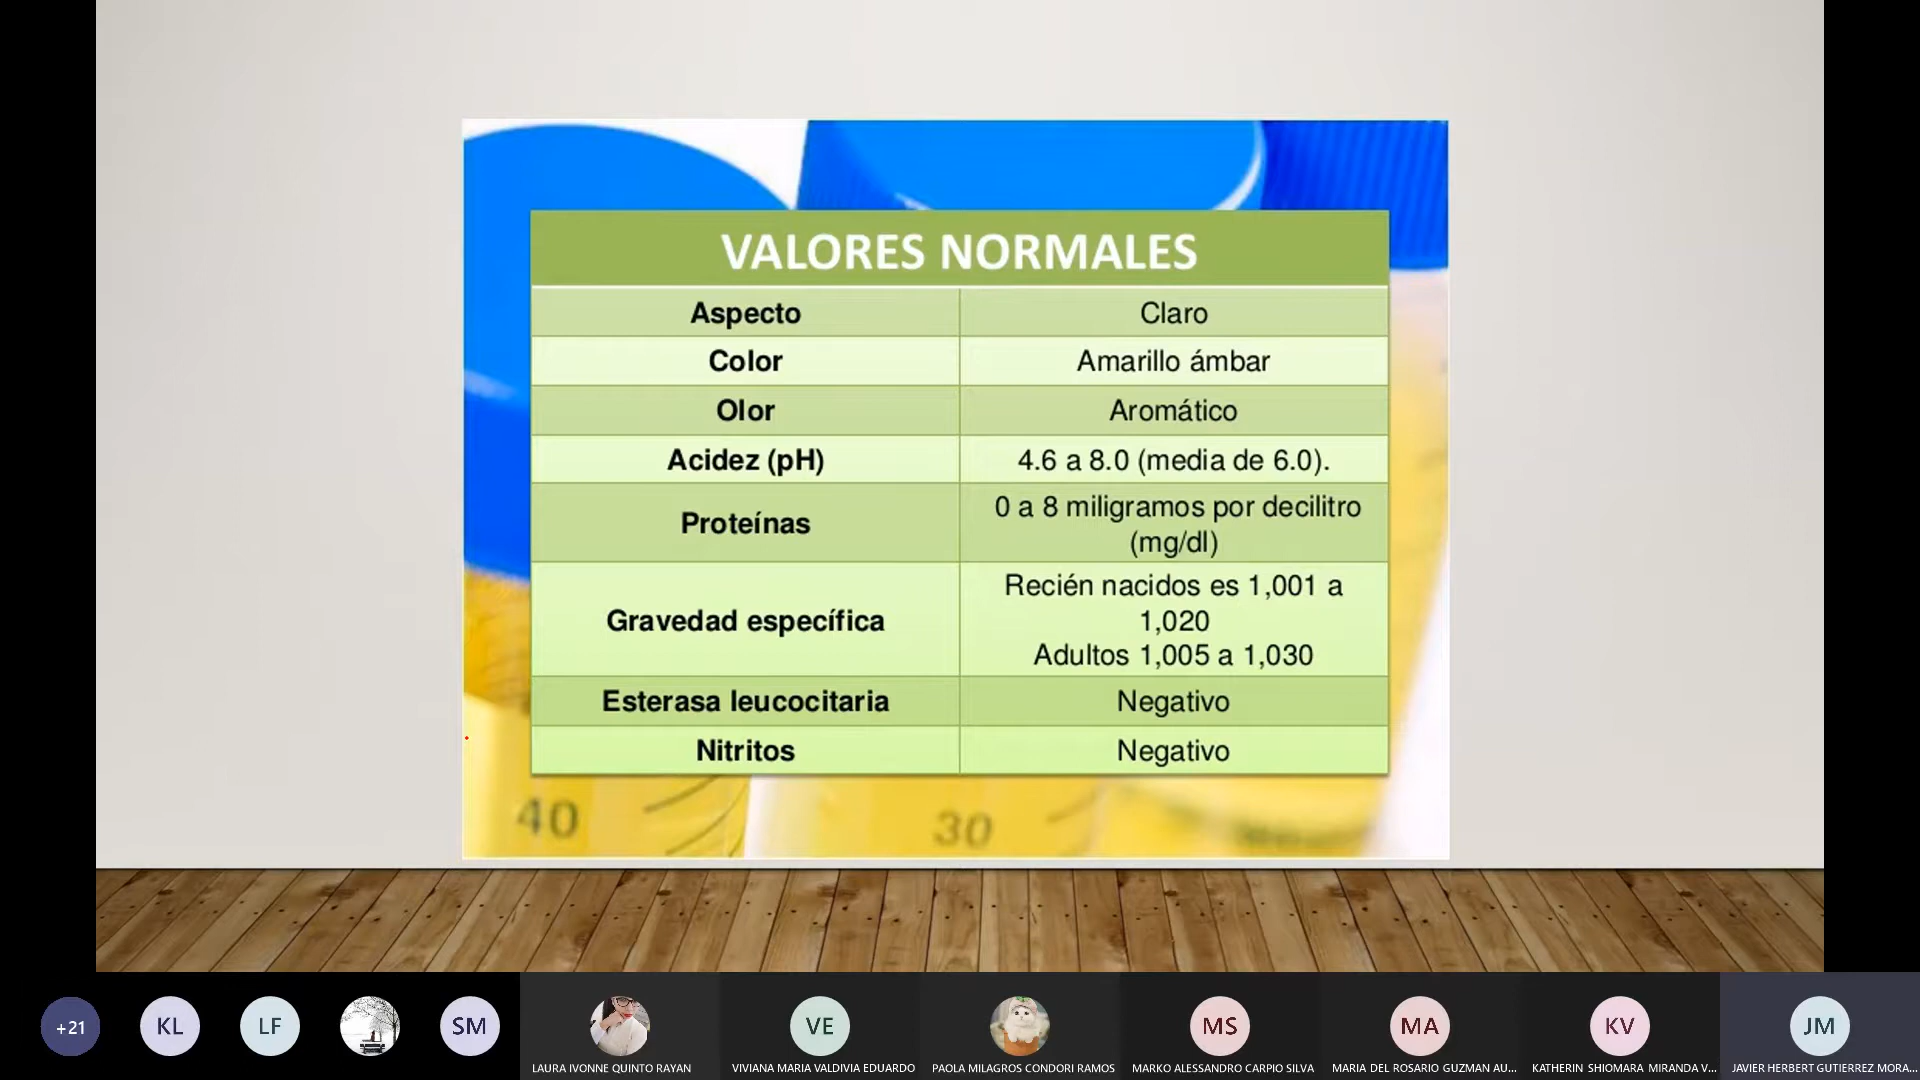 VALORES NORMALES
Aspecto
Claro
Color
Amarillo ámbar
Olor
Aromático
Acidez (pH)
4.6 a 8.0 (media de 6.0).
Proteínas
0 a 8 miligramos por decilitro
(mg/dl)
Gravedad específica
Recién nacidos es 1,001 a
1,020
Adultos 1,005 a 1,030
Esterasa leucocitaria
Negativo
Nitritos
Negativo
40
30
+21
KL
LF
SM
VE
MS
MA
KV
JM
LAURA IVONNE QUINTO RAYAN
VIVIANA MARIA VALDIVIA EDUARDO
PAOLA MILAGROS CONDORI RAMOS
MARKO ALESSANDRO CARPIO SILVA
MARIA DEL ROSARIO GUZMAN AU...
KATHERIN SHIOMARA MIRANDA V...
JAVIER HERBERT GUTIERREZ MORA...